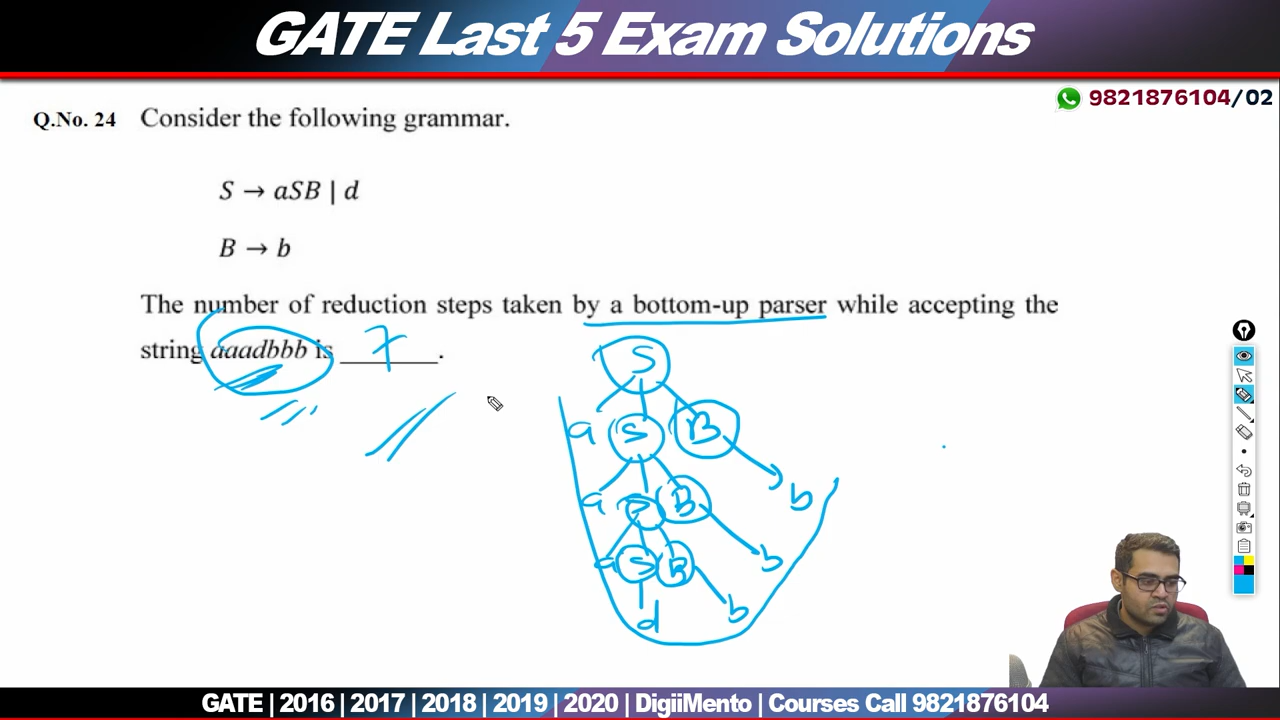 GATE Last 5 Exam Solutions
9821876104/02
Q.No. 24 Consider the following grammar.
S → aSB | d
B → b
The number of reduction steps taken by a bottom-up parser while accepting the
string aaadbbb is 7.
S
a S B
a S B b
a S B b
d b
GATE | 2016 | 2017 | 2018 | 2019 | 2020 | DigiiMento | Courses Call 9821876104